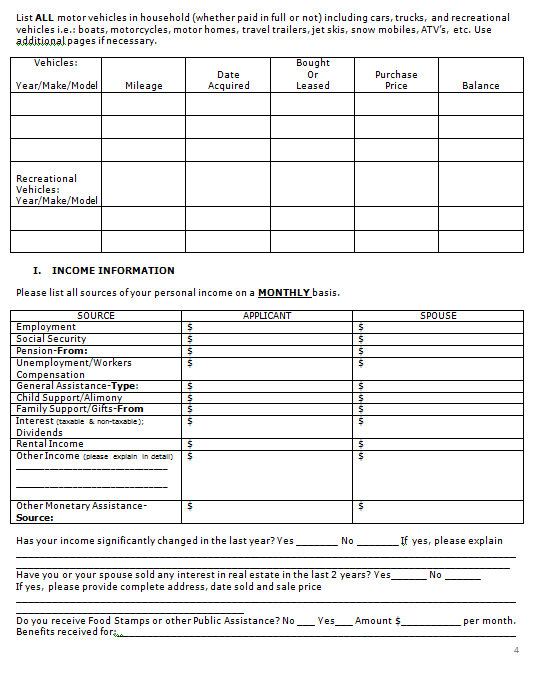 List ALL motor vehicles in household (whether paid in full or not) including cars, trucks, and recreational
vehicles i.e.: boats, motorcycles, motor homes, travel trailers, jet skis, snow mobiles, ATV's, etc. Use
additional pages if necessary.
Vehicles:
Year/Make/Model
Mileage
Date
Acquired
Bought
Or
Leased
Purchase
Price
Balance
Recreational
Vehicles:
Year/Make/Model
I. INCOME INFORMATION
Please list all sources of your personal income on a MONTHLY basis.
SOURCE APPLICANT SPOUSE
Employment $ $
Social Security $ $
Pension-From: $ $
Unemployment/Workers $ $
Compensation
General Assistance-Type: $ $
Child Support/Alimony $ $
Family Support/Gifts-From $ $
Interest (taxable & non-taxable); $ $
Dividends
Rental Income $ $
Other Income (please explain in detail) $ $
______________________________
______________________________
Other Monetary Assistance- $ $
Source:
Has your income significantly changed in the last year? Yes ________ No ________ If yes, please explain
Have you or your spouse sold any interest in real estate in the last 2 years? Yes_______ No _______
If yes, please provide complete address, date sold and sale price
Do you receive Food Stamps or other Public Assistance? No ___ Yes___ Amount $___________ per month.
Benefits received for:______________________________
4